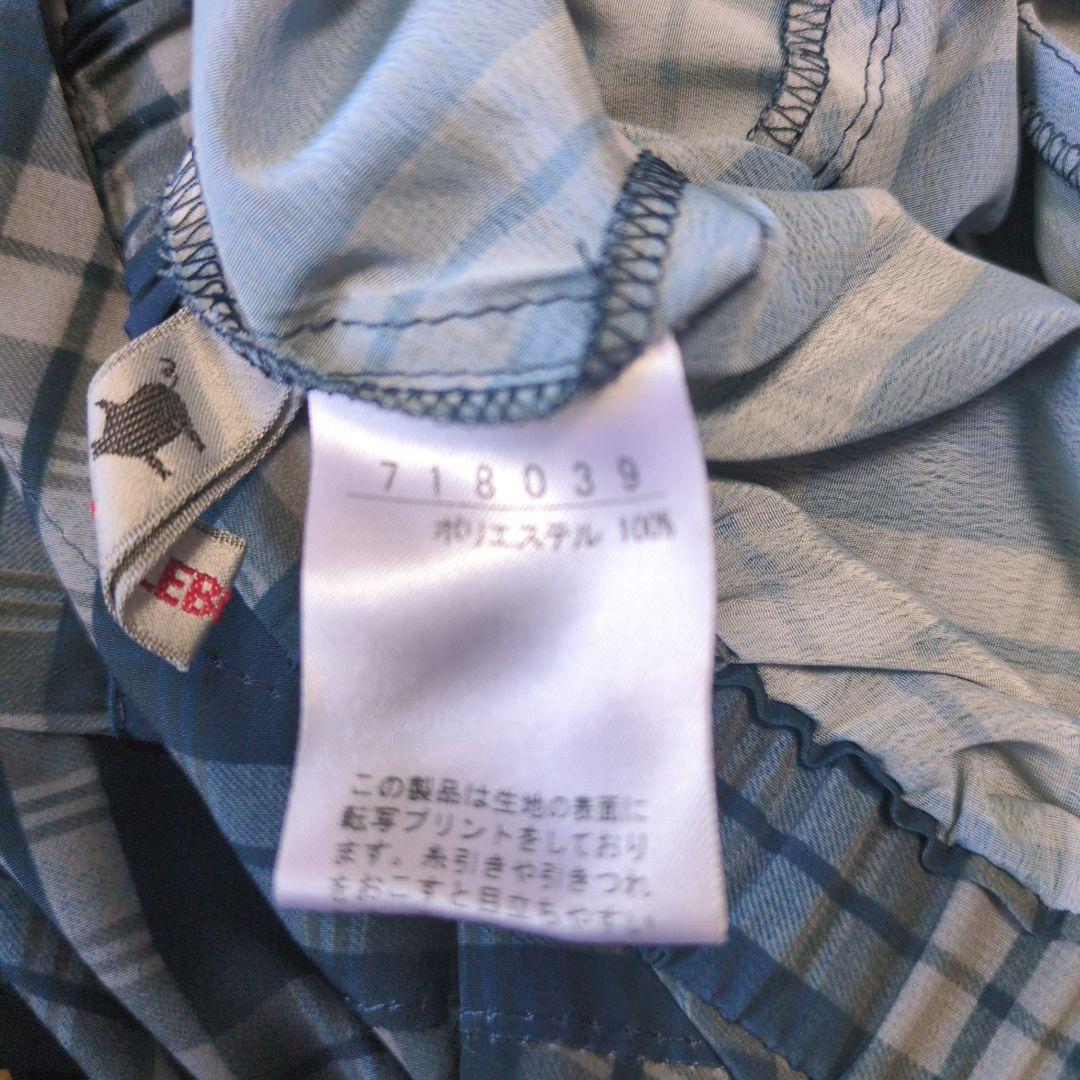 718039
ポリエステル 100%
LEB
この製品は生地の表面に
転写プリントをしており
ます。糸引きや引きつれ
をおこすと目立ちやすい